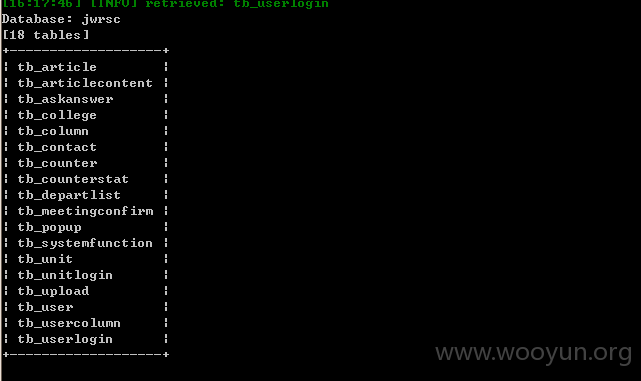 [16:17:46] [INFO] retrieved: tb_userlogin
Database: jwrsc
[18 tables]
+-------------------+
| tb_article        |
| tb_articlecontent |
| tb_askanswer      |
| tb_college        |
| tb_column         |
| tb_contact        |
| tb_counter        |
| tb_counterstat    |
| tb_departlist     |
| tb_meetingconfirm |
| tb_popup          |
| tb_systemfunction |
| tb_unit           |
| tb_unitlogin      |
| tb_upload         |
| tb_user           |
| tb_usercolumn     |
| tb_userlogin      |
+-------------------+
www.wooyun.org